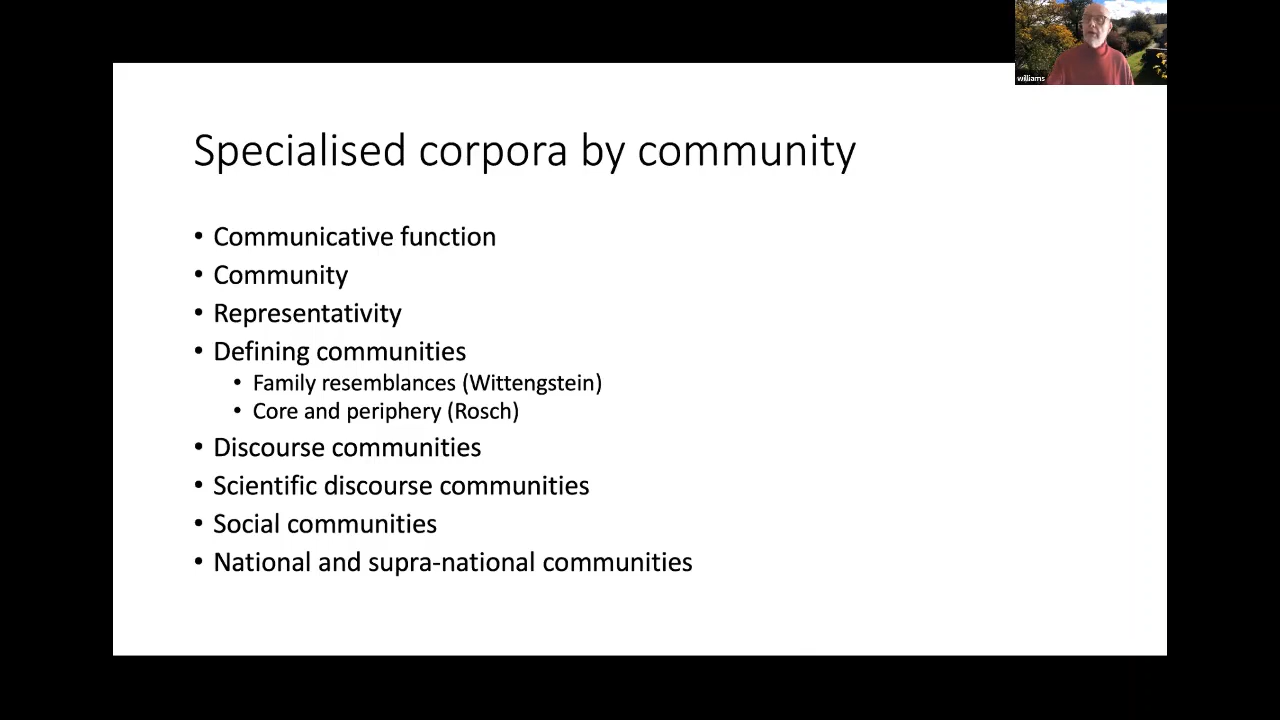 williams
Specialised corpora by community
• Communicative function
• Community
• Representativity
• Defining communities
• Family resemblances (Wittengstein)
• Core and periphery (Rosch)
• Discourse communities
• Scientific discourse communities
• Social communities
• National and supra-national communities